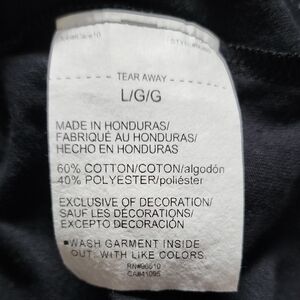 TEAR AWAY
L/G/G
MADE IN HONDURAS/
FABRIQUÉ AU HONDURAS/
HECHO EN HONDURAS
60% COTTON/COTON/algodón
40% POLYESTER/poliéster
EXCLUSIVE OF DECORATION/
SAUF LES DÉCORATIONS/
EXCEPTO DECORACIÓN
▪WASH GARMENT INSIDE
OUT, WITH LIKE COLORS.